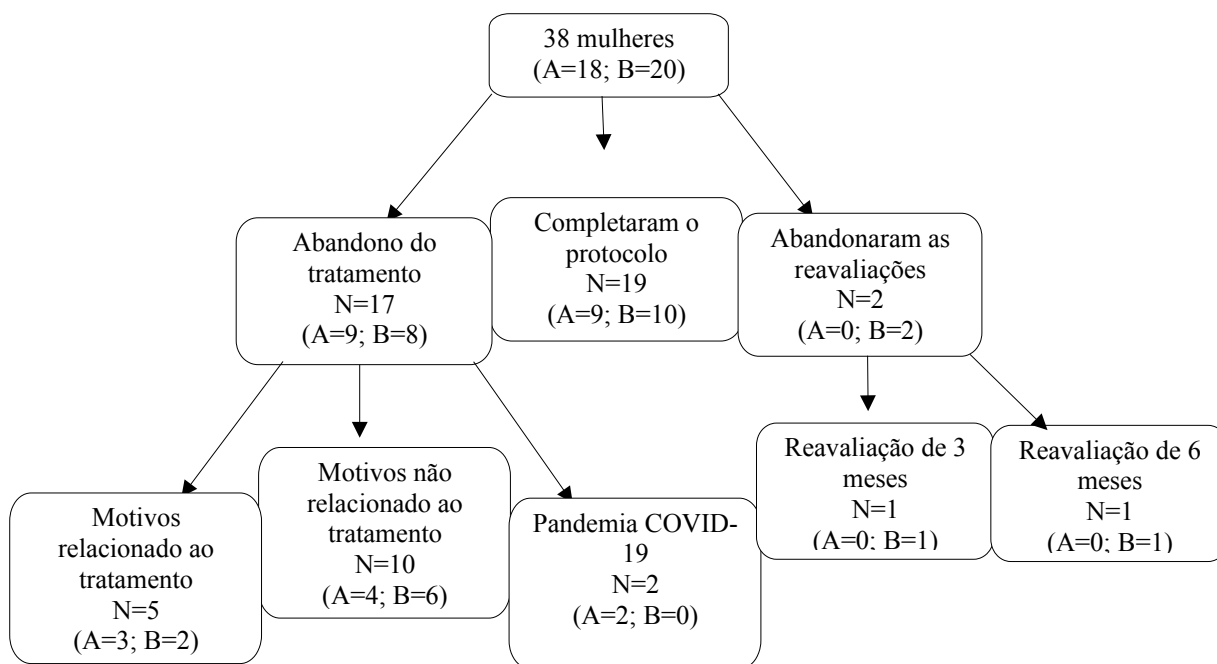 38 mulheres
(A=18; B=20)
Abandono do
tratamento
N=17
(A=9; B=8)
Completaram o
protocolo
N=19
(A=9; B=10)
Abandonaram as
reavaliações
N=2
(A=0; B=2)
Motivos
relacionado ao
tratamento
N=5
(A=3; B=2)
Motivos não
relacionado ao
tratamento
N=10
(A=4; B=6)
Pandemia COVID-
19
N=2
(A=2; B=0)
Reavaliação de 3
meses
N=1
(A=0; B=1)
Reavaliação de 6
meses
N=1
(A=0; B=1)